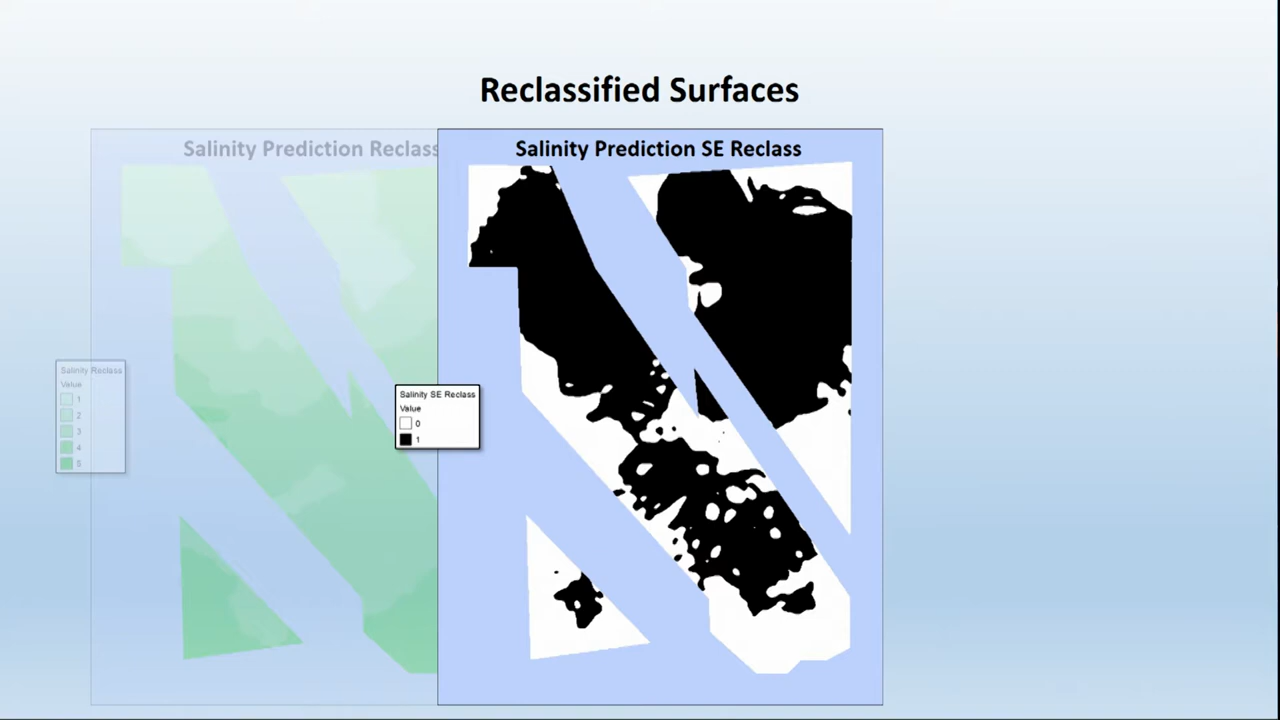 Reclassified Surfaces
Salinity Prediction Reclass
Salinity Prediction SE Reclass
Salinity Reclass
Value
1
2
3
4
5
Salinity SE Reclass
Value
0
1